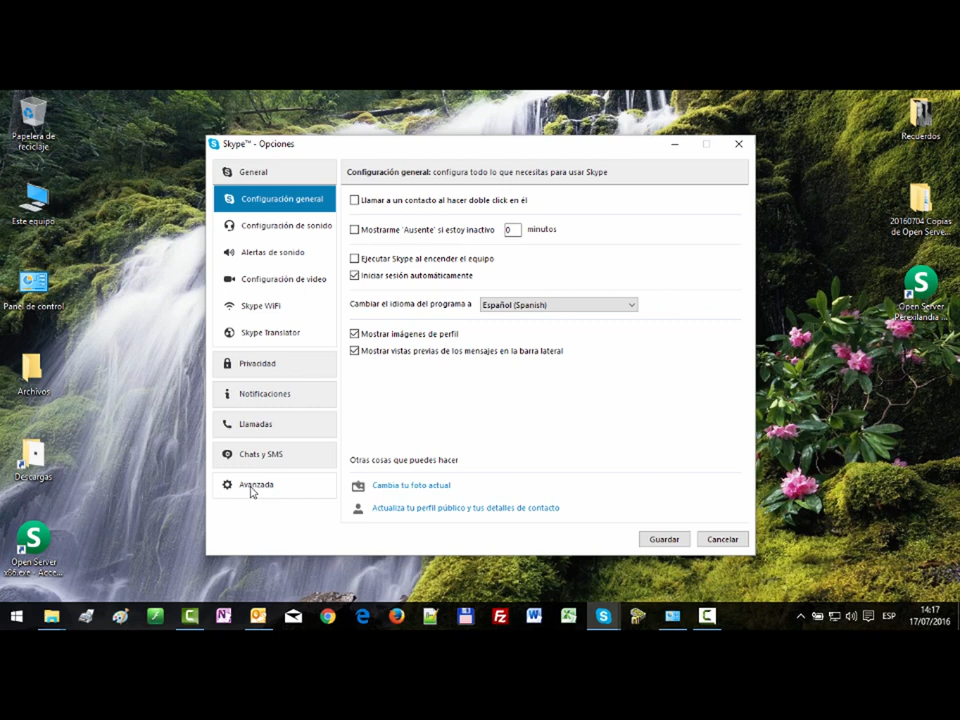 Papelera de
reciclaje
Este equipo
Panel de control
Archivos
Descargas
Open Server
x86.exe - Acce...
Skype™ - Opciones
General
Configuración general
Configuración de sonido
Alertas de sonido
Configuración de video
Skype WiFi
Skype Translator
Privacidad
Notificaciones
Llamadas
Chats y SMS
Avanzada
Configuración general: configura todo lo que necesitas para usar Skype
Llamar a un contacto al hacer doble click en él
Mostrarme 'Ausente' si estoy inactivo 0 minutos
Ejecutar Skype al encender el equipo
Iniciar sesión automáticamente
Cambiar el idioma del programa a Español (Spanish)
Mostrar imágenes de perfil
Mostrar vistas previas de los mensajes en la barra lateral
Otras cosas que puedes hacer
Cambia tu foto actual
Actualiza tu perfil público y tus detalles de contacto
Guardar Cancelar
Recuerdos
20160704 Copias
de Open Serve...
Open Server
Perexilandia ...
ESP
14:17
17/07/2016